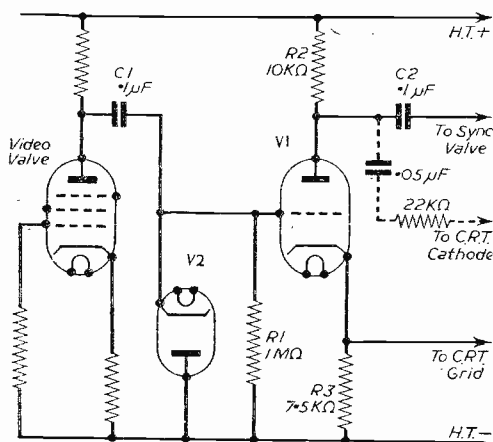 H.T.+
R2
10KΩ
C1
·1μF
C2
·1μF
V1
To Sync
Valve
Video
Valve
·05μF
22KΩ
To C.R.T.
Cathode
V2
R1
1MΩ
To C.R.T.
Grid
R3
7·5KΩ
H.T.-